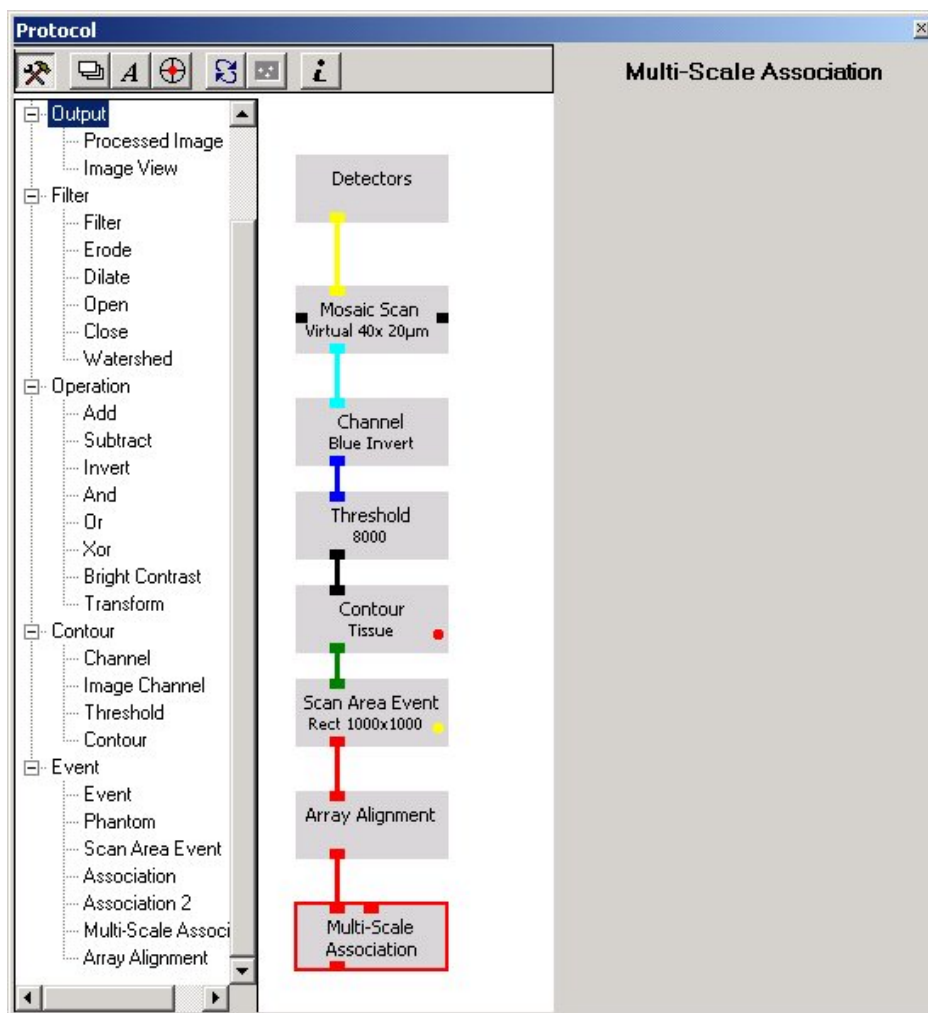 Protocol
A
i
Multi-Scale Association
Output
Processed Image
Image View
Filter
Filter
Erode
Dilate
Open
Close
Watershed
Operation
Add
Subtract
Invert
And
Or
Xor
Bright Contrast
Transform
Contour
Channel
Image Channel
Threshold
Contour
Event
Event
Phantom
Scan Area Event
Association
Association 2
Multi-Scale Associ
Array Alignment
Detectors
Mosaic Scan
Virtual 40x 20µm
Channel
Blue Invert
Threshold
8000
Contour
Tissue
Scan Area Event
Rect 1000x1000
Array Alignment
Multi-Scale
Association